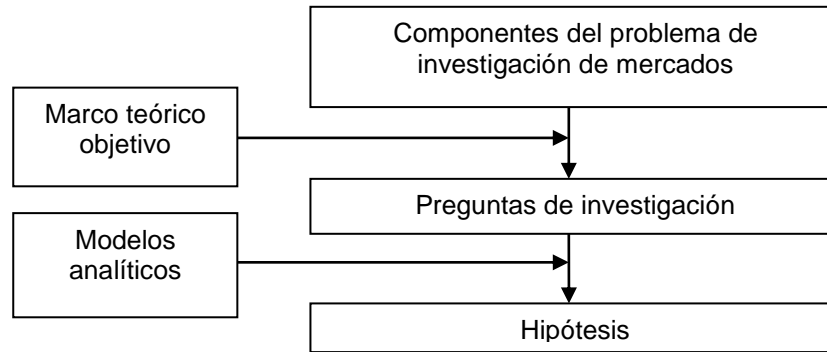 Componentes del problema de
investigación de mercados
Marco teórico
objetivo
Preguntas de investigación
Modelos
analíticos
Hipótesis